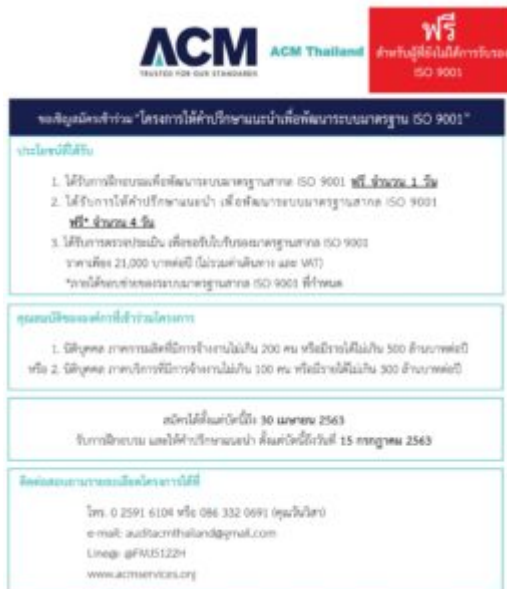 ACM
TRUSTED FOR OUR STANDARDS
ACM Thailand
ฟรี
สำหรับผู้ที่ยังไม่ได้การรับรอง
ISO 9001
ขอเชิญสมัครเข้าร่วม "โครงการให้คำปรึกษาแนะนำเพื่อพัฒนาระบบมาตรฐาน ISO 9001"
ประโยชน์ที่ได้รับ
1. ได้รับการฝึกอบรมเพื่อพัฒนาระบบมาตรฐานสากล ISO 9001 ฟรี จำนวน 1 วัน
2. ได้รับการให้คำปรึกษาแนะนำ เพื่อพัฒนาระบบมาตรฐานสากล ISO 9001
ฟรี* จำนวน 4 วัน
3. ได้รับการตรวจประเมิน เพื่อขอรับใบรับรองมาตรฐานสากล ISO 9001
ราคาเพียง 21,000 บาทต่อปี (ไม่รวมค่าเดินทาง และ VAT)
*ภายใต้ขอบข่ายของระบบมาตรฐานสากล ISO 9001 ที่กำหนด
คุณสมบัติขององค์กรที่เข้าร่วมโครงการ
1. นิติบุคคล ภาคการผลิตที่มีการจ้างงานไม่เกิน 200 คน หรือมีรายได้ไม่เกิน 500 ล้านบาทต่อปี
หรือ 2. นิติบุคคล ภาคบริการที่มีการจ้างงานไม่เกิน 100 คน หรือมีรายได้ไม่เกิน 300 ล้านบาทต่อปี
สมัครได้ตั้งแต่บัดนี้ถึง 30 เมษายน 2563
รับการฝึกอบรม และให้คำปรึกษาแนะนำ ตั้งแต่บัดนี้ถึงวันที่ 15 กรกฎาคม 2563
ติดต่อสอบถามรายละเอียดโครงการได้ที่
โทร. 0 2591 6104 หรือ 086 332 0691 (คุณวันวิสา)
e-mail: auditacmthailand@gmail.com
Line@: @FMJ5122H
www.acmservices.org